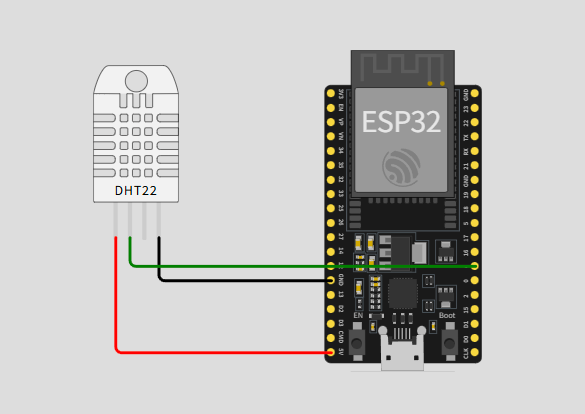 DHT22
ESP32
3V3
EN
VP
VN
34
35
32
33
25
26
27
14
GND
13
D2
D3
CMD
5V
GND
23
22
TX
RX
21
GND
19
18
5
17
16
0
2
15
D1
D0
CLK
EN
Boot